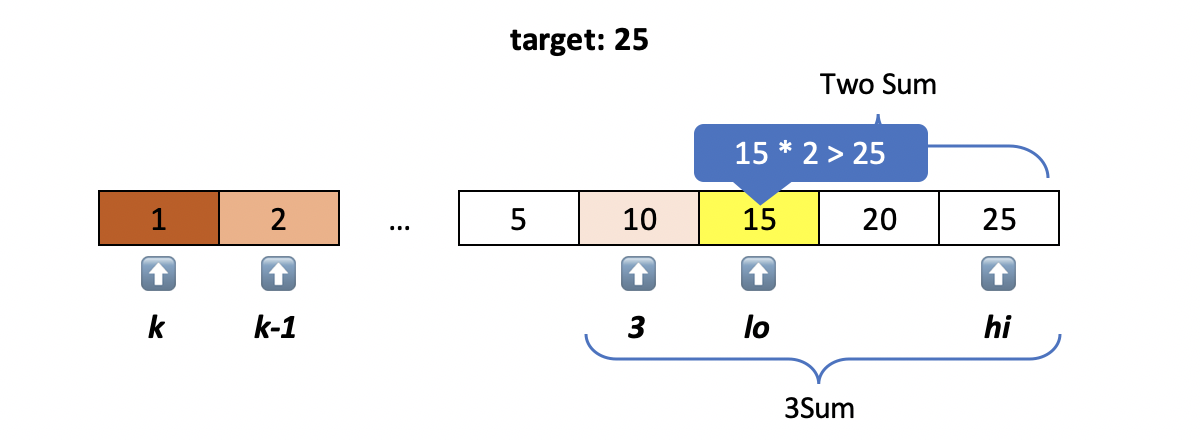 target: 25
Two Sum
15 * 2 > 25
1 2 ... 5 10 15 20 25
k k-1 3 lo hi
3Sum